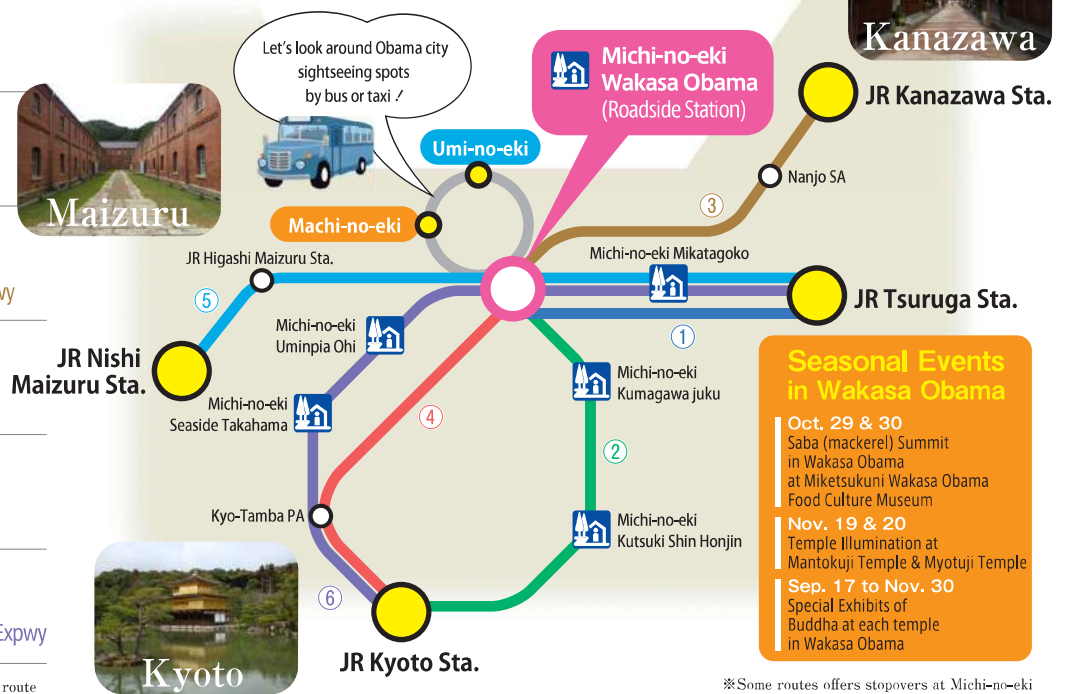 Kanazawa
Let's look around Obama city
sightseeing spots
by bus or taxi !
Michi-no-eki
Wakasa Obama
(Roadside Station)
JR Kanazawa Sta.
Maizuru
Umi-no-eki
Nanjo SA
Machi-no-eki
③
JR Higashi Maizuru Sta.
Michi-no-eki Mikatagoko
⑤
JR Tsuruga Sta.
①
Michi-no-eki
Uminpia Ohi
JR Nishi
Maizuru Sta.
Michi-no-eki
Kumagawa juku
Michi-no-eki
Seaside Takahama
④
②
Kyo-Tamba PA
Michi-no-eki
Kutsuki Shin Honjin
⑥
Kyoto
JR Kyoto Sta.
Seasonal Events
in Wakasa Obama
Oct. 29 & 30
Saba (mackerel) Summit
in Wakasa Obama
at Miketsukuni Wakasa Obama
Food Culture Museum
Nov. 19 & 20
Temple Illumination at
Mantokuji Temple & Myotuji Temple
Sep. 17 to Nov. 30
Special Exhibits of
Buddha at each temple
in Wakasa Obama
Expwy
route
※Some routes offers stopovers at Michi-no-eki